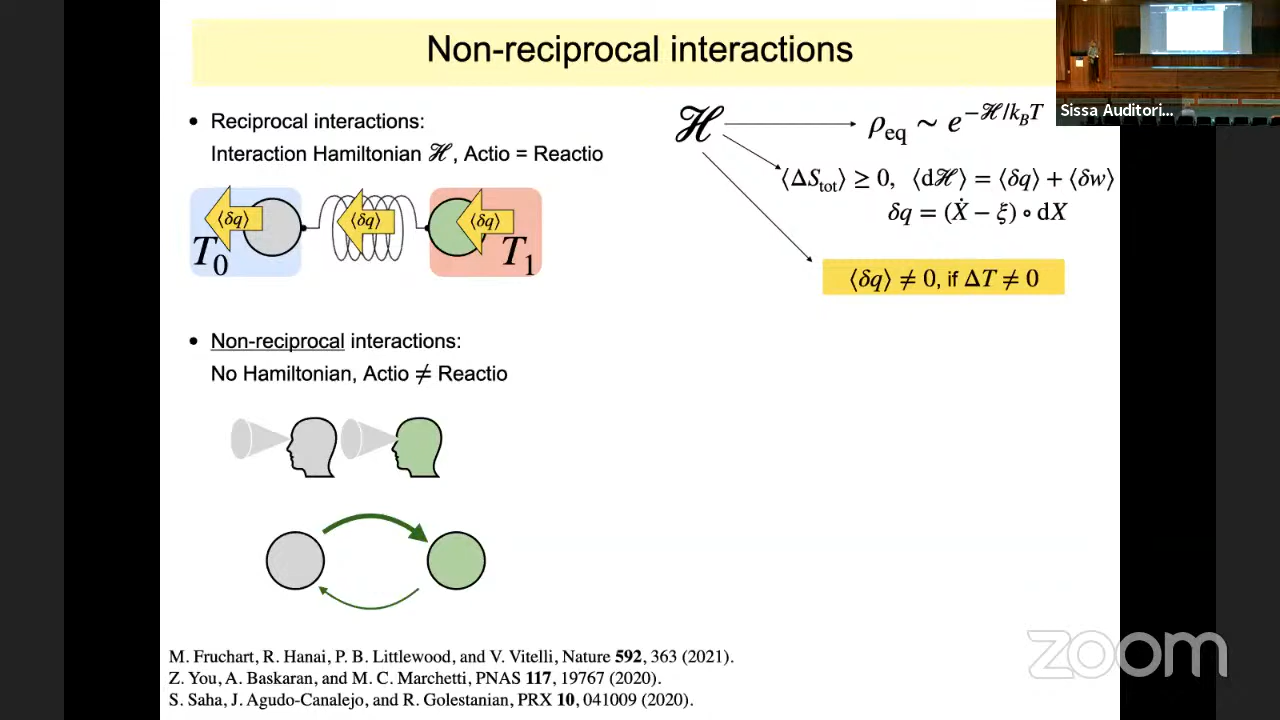 Non-reciprocal interactions
Sissa Auditori...
• Reciprocal interactions:
Interaction Hamiltonian ℋ, Actio = Reactio
⟨δq⟩ ⟨δq⟩ ⟨δq⟩
T₀ T₁
ℋ
ρ_eq ∼ e^{−ℋ/k_BT}
⟨ΔS_tot⟩ ≥ 0, ⟨dℋ⟩ = ⟨δq⟩ + ⟨δw⟩
δq = (Ẋ − ξ) ∘ dX
⟨δq⟩ ≠ 0, if ΔT ≠ 0
• Non-reciprocal interactions:
No Hamiltonian, Actio ≠ Reactio
M. Fruchart, R. Hanai, P. B. Littlewood, and V. Vitelli, Nature 592, 363 (2021).
Z. You, A. Baskaran, and M. C. Marchetti, PNAS 117, 19767 (2020).
S. Saha, J. Agudo-Canalejo, and R. Golestanian, PRX 10, 041009 (2020).
zoom